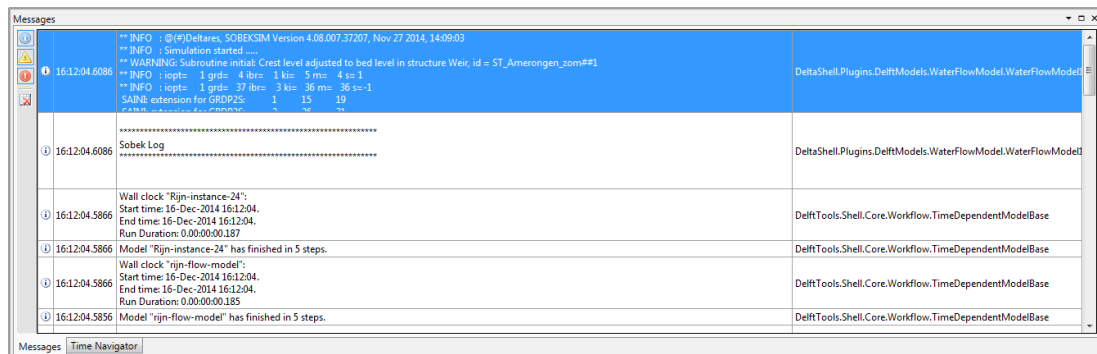 Messages
** INFO : @(#)Deltares, SOBEKSIM Version 4.08.007.37207, Nov 27 2014, 14:09:03
** INFO : Simulation started .....
** WARNING: Subroutine initial: Crest level adjusted to bed level in structure Weir, id = ST_Amerongen_zom##1
16:12:04.6086 ** INFO : iopt= 1 grd= 4 ibr= 1 ki= 5 m= 4 s= 1 DeltaShell.Plugins.DelftModels.WaterFlowModel.WaterFlowModel1
** INFO : iopt= 1 grd= 37 ibr= 3 ki= 36 m= 36 s=-1
SAINI: extension for GRDP2S: 1 15 19
SAINI: extension for GRDP2S: 2 26 21
******************************************************************
16:12:04.6086 Sobek Log DeltaShell.Plugins.DelftModels.WaterFlowModel.WaterFlowModel1
******************************************************************
Wall clock "Rijn-instance-24":
Start time: 16-Dec-2014 16:12:04.
16:12:04.5866 End time: 16-Dec-2014 16:12:04. DelftTools.Shell.Core.Workflow.TimeDependentModelBase
Run Duration: 0.00:00:00.187
16:12:04.5866 Model "Rijn-instance-24" has finished in 5 steps. DelftTools.Shell.Core.Workflow.TimeDependentModelBase
Wall clock "rijn-flow-model":
Start time: 16-Dec-2014 16:12:04.
16:12:04.5866 End time: 16-Dec-2014 16:12:04. DelftTools.Shell.Core.Workflow.TimeDependentModelBase
Run Duration: 0.00:00:00.185
16:12:04.5856 Model "rijn-flow-model" has finished in 5 steps. DelftTools.Shell.Core.Workflow.TimeDependentModelBase
Messages Time Navigator